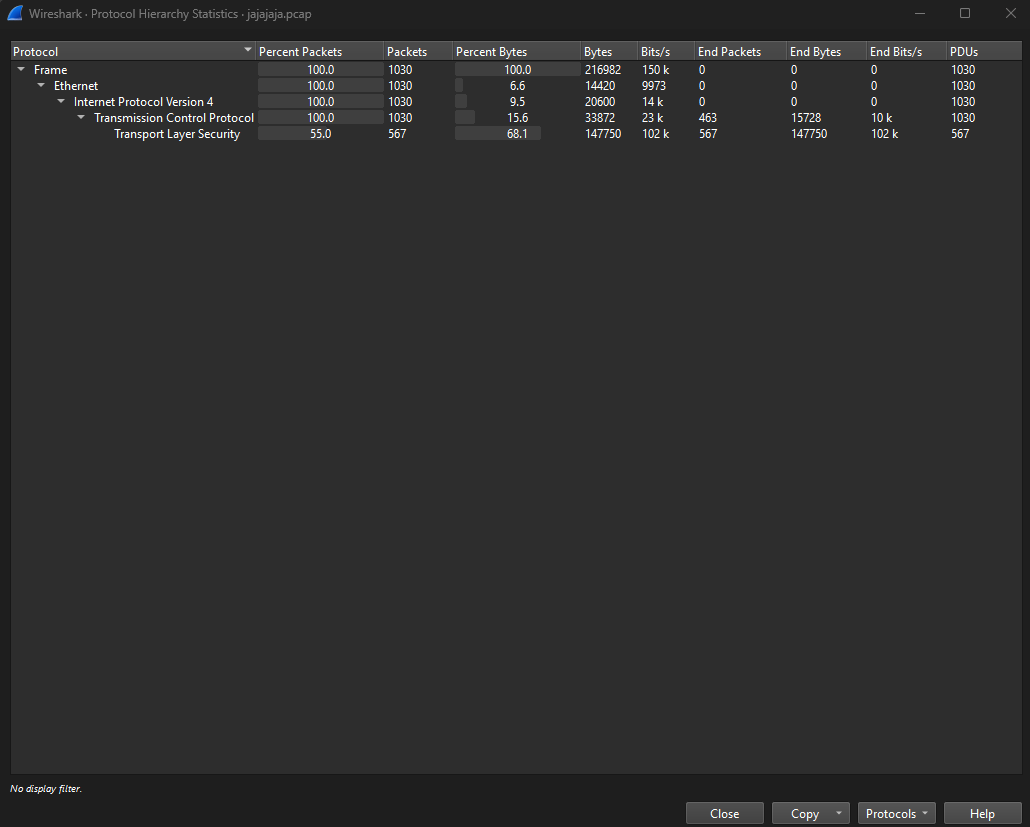 Wireshark · Protocol Hierarchy Statistics · jajajaja.pcap
Protocol Percent Packets Packets Percent Bytes Bytes Bits/s End Packets End Bytes End Bits/s PDUs
Frame 100.0 1030 100.0 216982 150 k 0 0 0 1030
Ethernet 100.0 1030 6.6 14420 9973 0 0 0 1030
Internet Protocol Version 4 100.0 1030 9.5 20600 14 k 0 0 0 1030
Transmission Control Protocol 100.0 1030 15.6 33872 23 k 463 15728 10 k 1030
Transport Layer Security 55.0 567 68.1 147750 102 k 567 147750 102 k 567
No display filter.
Close Copy Protocols Help